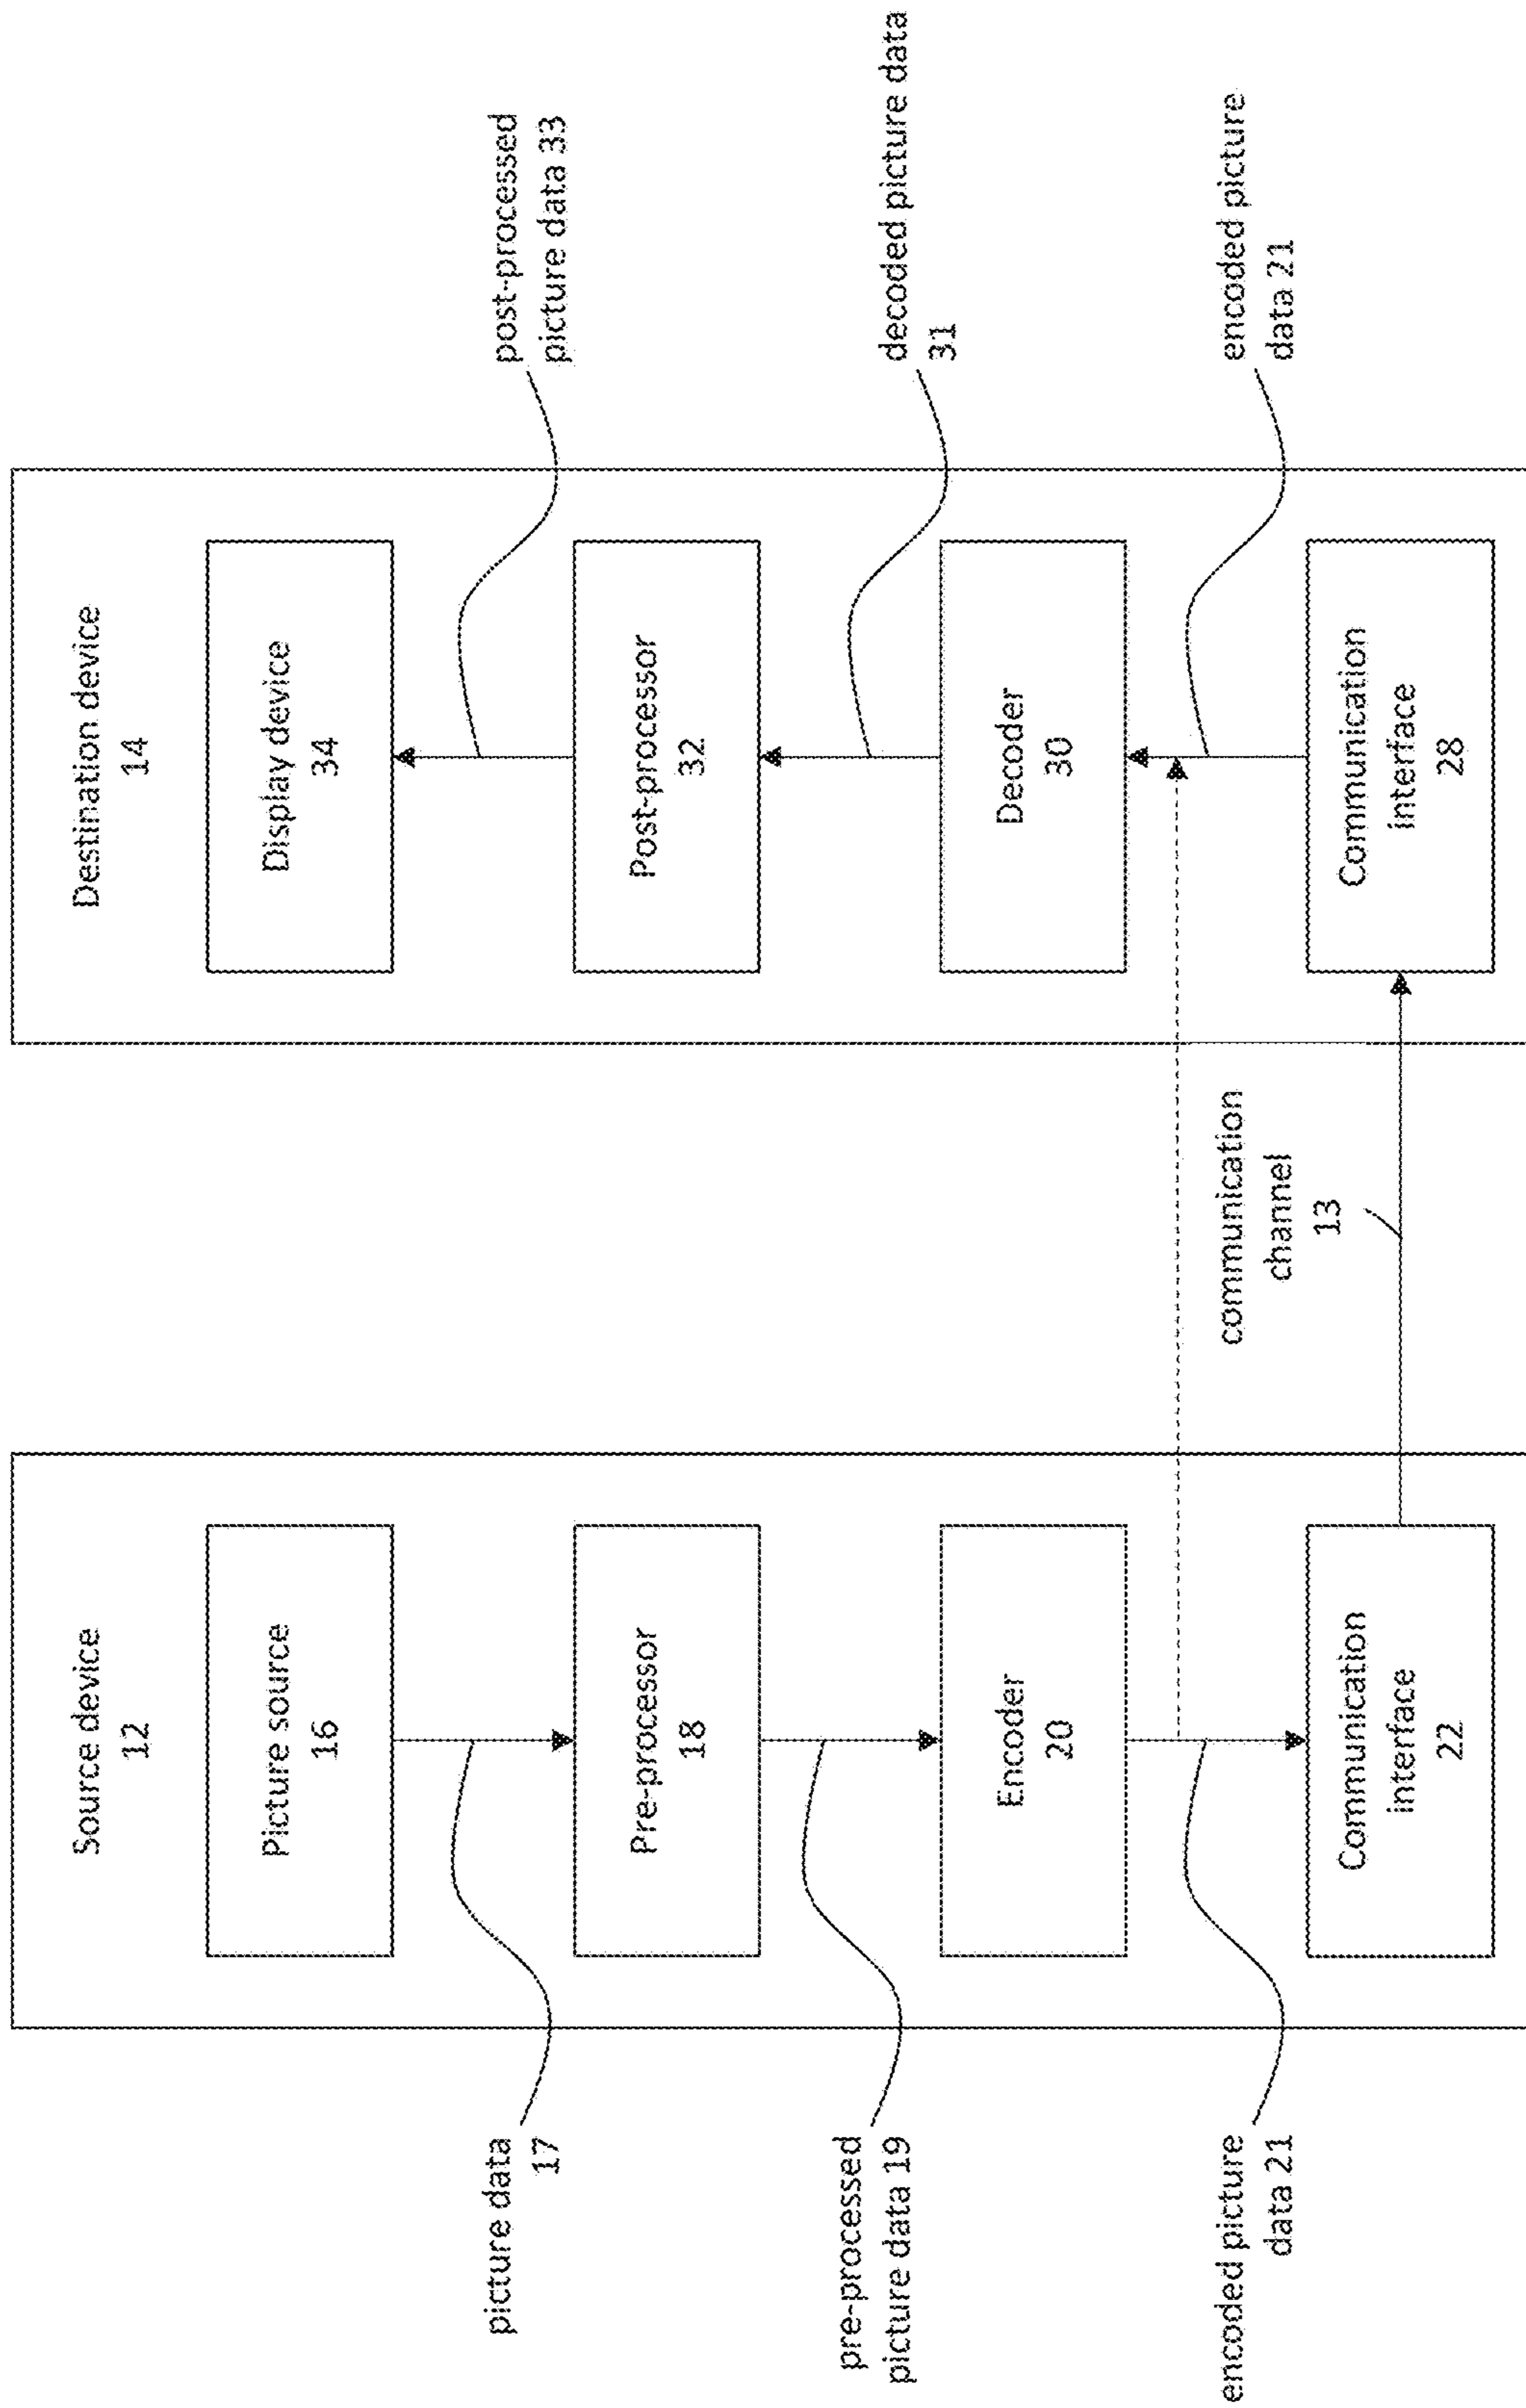 Source device
12
Picture source
16
picture data
17
Pre-processor
18
pre-processed
picture data 19
Encoder
20
encoded picture
data 21
Communication
interface
22
communication
channel
13
Destination device
14
Display device
34
post-processed
picture data 33
Post-processor
32
decoded picture data
31
Decoder
30
encoded picture
data 21
Communication
interface
28